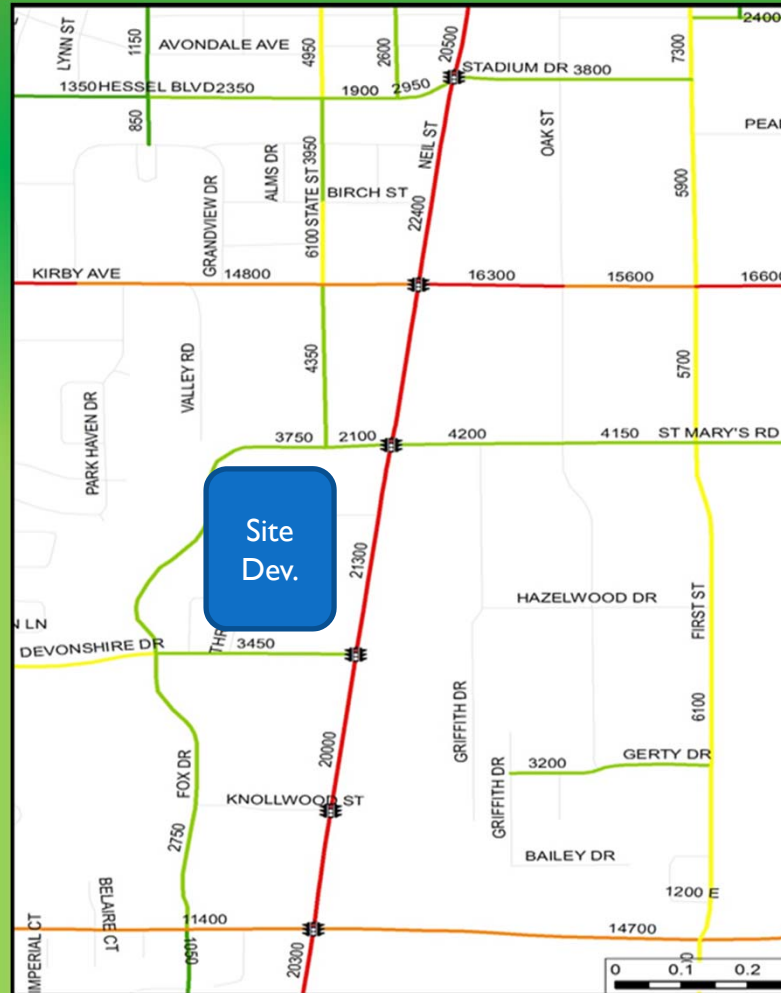 LYNN ST
1150
AVONDALE AVE
4950
2600
20500
7300
2400
STADIUM DR 3800
1350 HESSEL BLVD 2350
1900
2950
850
ALMS DR
3950
NEIL ST
OAK ST
5900
GRANDVIEW DR
6100 STATE ST
BIRCH ST
22400
KIRBY AVE
14800
16300
15600
VALLEY RD
4350
5700
PARK HAVEN DR
3750
2100
4200
4150
ST MARY'S RD
Site
Dev.
21300
HAZELWOOD DR
FIRST ST
N LN
DEVONSHIRE DR
THR
3450
GRIFFITH DR
6100
20000
FOX DR
GERTY DR
3200
KNOLLWOOD ST
GRIFFITH DR
2750
BAILEY DR
BELAIRE CT
1200 E
IMPERIAL CT
11400
14700
1050
20300
0 0.1 0.2